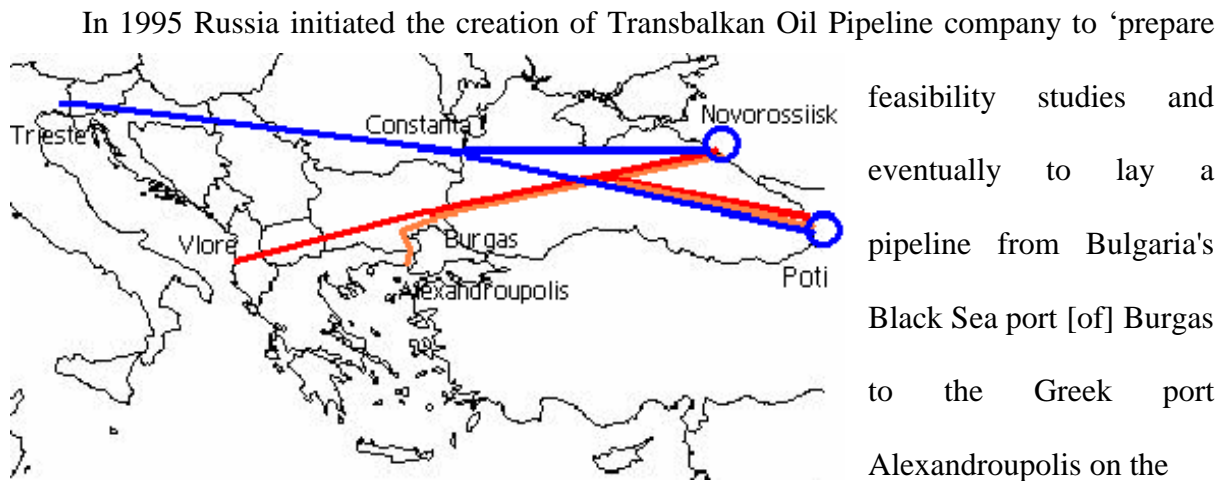 In 1995 Russia initiated the creation of Transbalkan Oil Pipeline company to ‘prepare
feasibility studies and
eventually to lay a
pipeline from Bulgaria's
Black Sea port [of] Burgas
to the Greek port
Alexandroupolis on the
Novorossiisk
Constanta
Trieste
Vlore
Burgas
Poti
Alexandroupolis